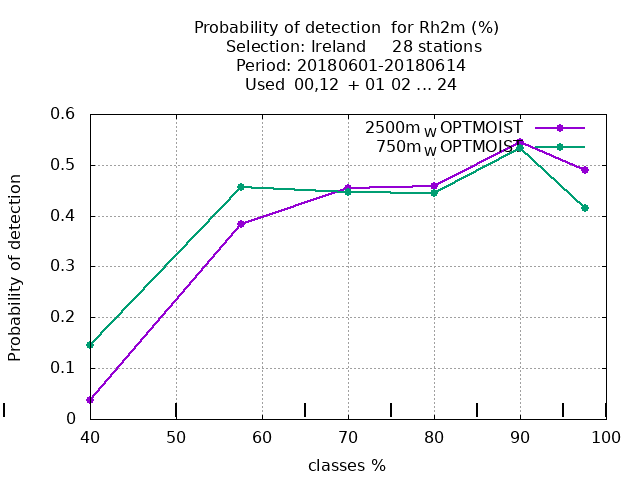 Probability of detection for Rh2m (%)
Selection: Ireland 28 stations
Period: 20180601-20180614
Used 00,12 + 01 02 ... 24
2500m W OPTMOIST
750m W OPTMOIST
Probability of detection
0.6
0.5
0.4
0.3
0.2
0.1
0
40 50 60 70 80 90 100
classes %